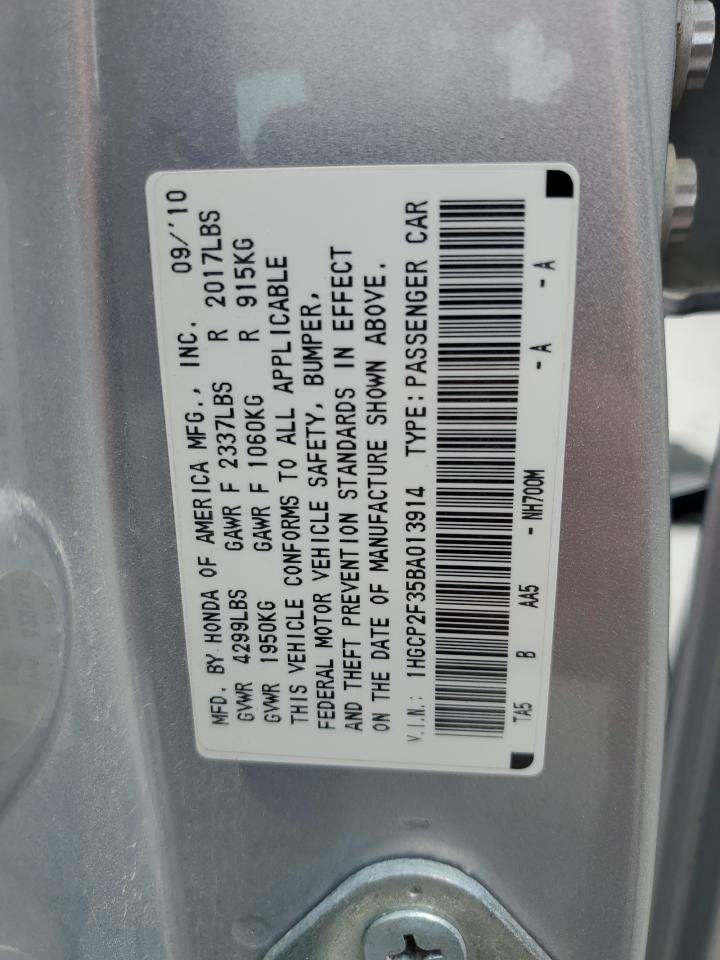 MFD. BY HONDA OF AMERICA MFG., INC. 09/'10
GVWR 4299LBS GAWR F 2337LBS R 2017LBS
GVWR 1950KG GAWR F 1060KG R 915KG
THIS VEHICLE CONFORMS TO ALL APPLICABLE
FEDERAL MOTOR VEHICLE SAFETY, BUMPER,
AND THEFT PREVENTION STANDARDS IN EFFECT
ON THE DATE OF MANUFACTURE SHOWN ABOVE.
V.I.N.: 1HGCP2F35BA013914 TYPE:PASSENGER CAR
TA5 B AA5 - NH700M - A - A